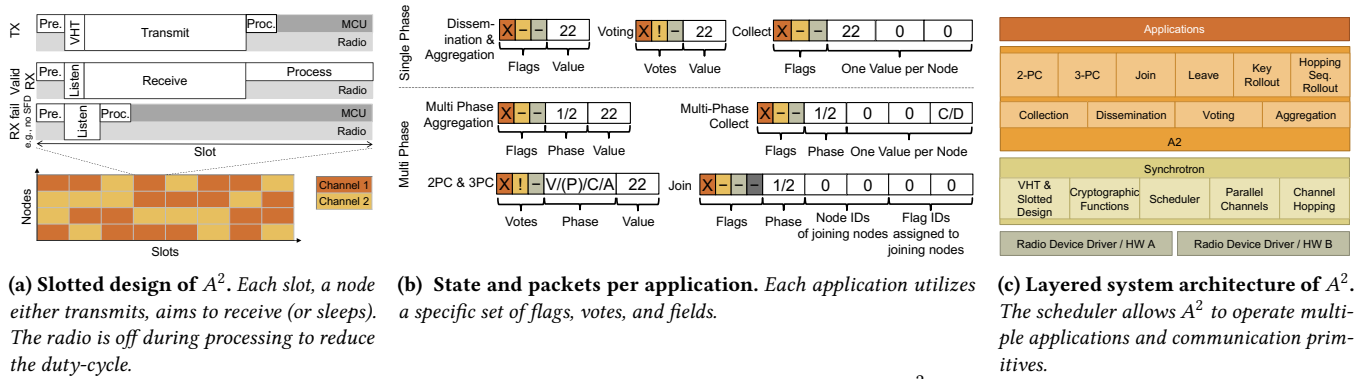 TX
Pre.
VHT
Transmit
Proc.
MCU
Radio
Valid
RX
Pre.
Listen
Receive
Process
Radio
RX fail
e.g., no SFD
Pre.
Listen
Proc.
MCU
Radio
Slot
Nodes
Slots
Channel 1
Channel 2
(a) Slotted design of A². Each slot, a node
either transmits, aims to receive (or sleeps).
The radio is off during processing to reduce
the duty-cycle.
Single Phase
Dissem-
ination &
Aggregation
X – – 22
Flags Value
Voting
X ! – 22
Votes Value
Collect
X – – 22 0 0
Flags One Value per Node
Multi Phase
Multi Phase
Aggregation
X – – 1/2 22
Flags Phase Value
Multi-Phase
Collect
X – – 1/2 0 0 C/D
Flags Phase One Value per Node
2PC & 3PC
X ! – V/(P)/C/A 22
Votes Phase Value
Join
X – – – 1/2 0 0 0 0
Flags Phase Node IDs
of joining nodes
Flag IDs
assigned to
joining nodes
(b) State and packets per application. Each application utilizes
a specific set of flags, votes, and fields.
Applications
2-PC
3-PC
Join
Leave
Key
Rollout
Hopping
Seq.
Rollout
Collection
Dissemination
Voting
Aggregation
A2
Synchrotron
VHT &
Slotted
Design
Cryptographic
Functions
Scheduler
Parallel
Channels
Channel
Hopping
Radio Device Driver / HW A
Radio Device Driver / HW B
(c) Layered system architecture of A².
The scheduler allows A² to operate multi-
ple applications and communication prim-
itives.
2